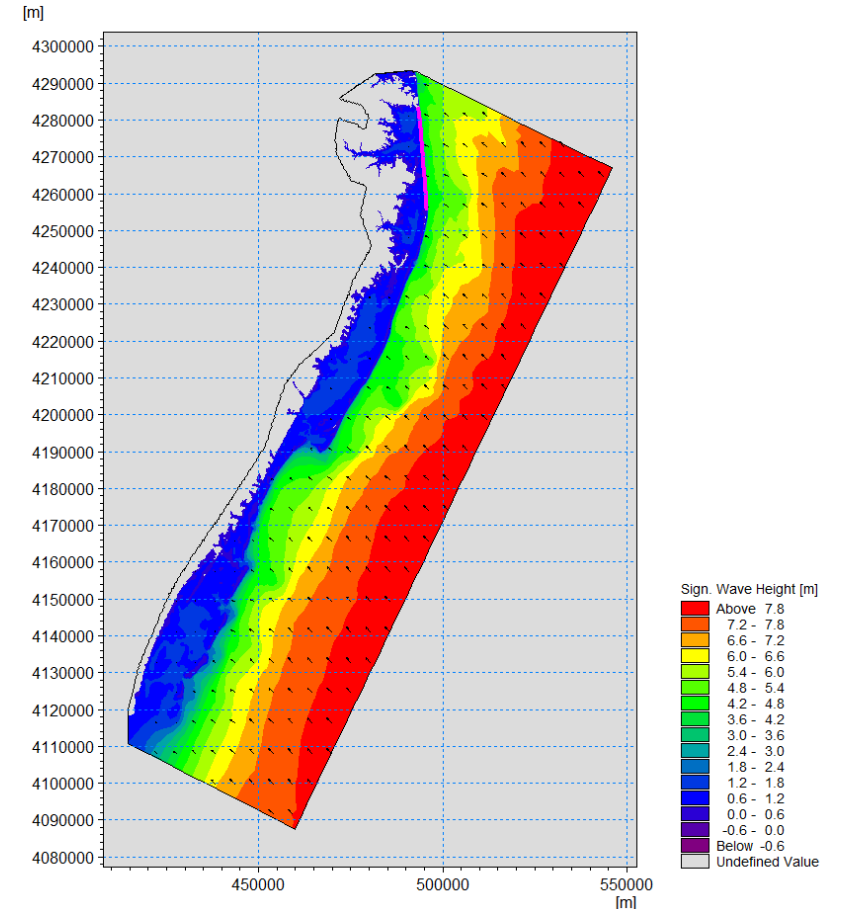 [m]
4300000
4290000
4280000
4270000
4260000
4250000
4240000
4230000
4220000
4210000
4200000
4190000
4180000
4170000
4160000
4150000
4140000
4130000
4120000
4110000
4100000
4090000
4080000
450000 500000 550000
[m]
Sign. Wave Height [m]
Above 7.8
7.2 - 7.8
6.6 - 7.2
6.0 - 6.6
5.4 - 6.0
4.8 - 5.4
4.2 - 4.8
3.6 - 4.2
3.0 - 3.6
2.4 - 3.0
1.8 - 2.4
1.2 - 1.8
0.6 - 1.2
0.0 - 0.6
-0.6 - 0.0
Below -0.6
Undefined Value